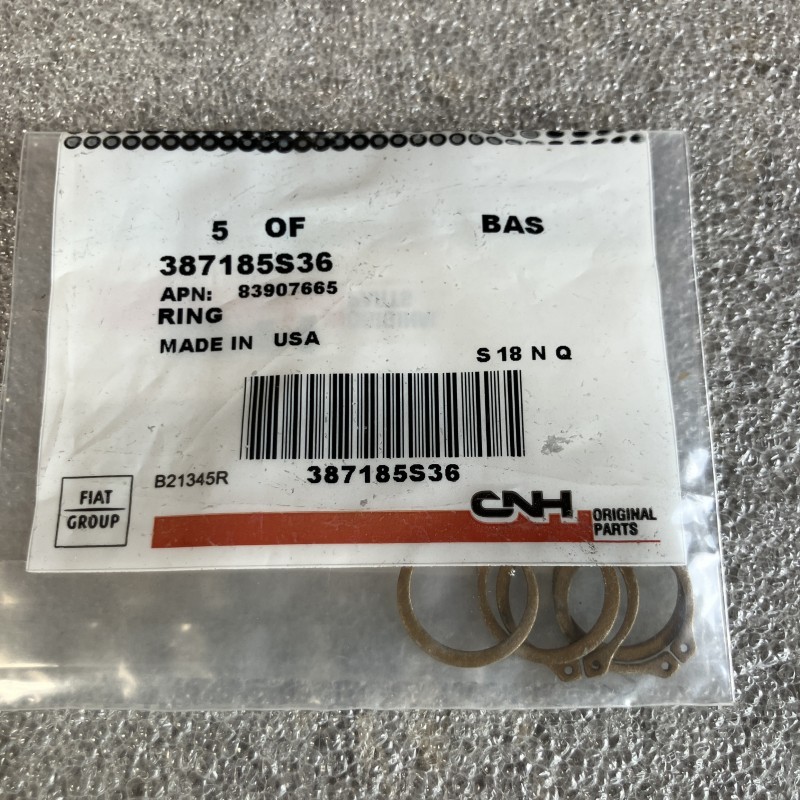 5 OF BAS
387185S36
APN: 83907665
RING
MADE IN USA
S 18 N Q
387185S36
B21345R
FIAT
GROUP
CNH ORIGINAL
PARTS